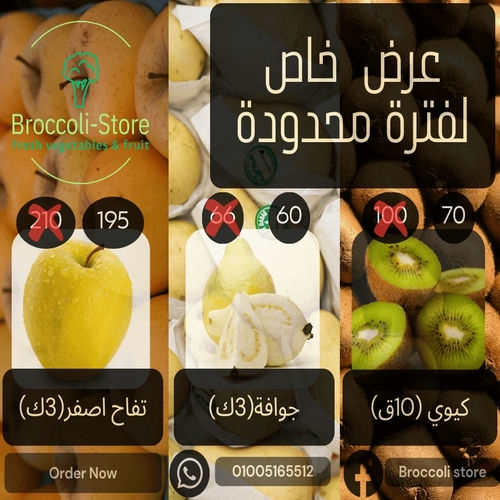 Broccoli-Store
Fresh vegetables & fruit
عرض خاص
لفترة محدودة
210
195
66
60
100
70
تفاح اصفر(3ك)
جوافة(3ك)
كيوي (10ق)
Order Now
01005165512
Broccoli store